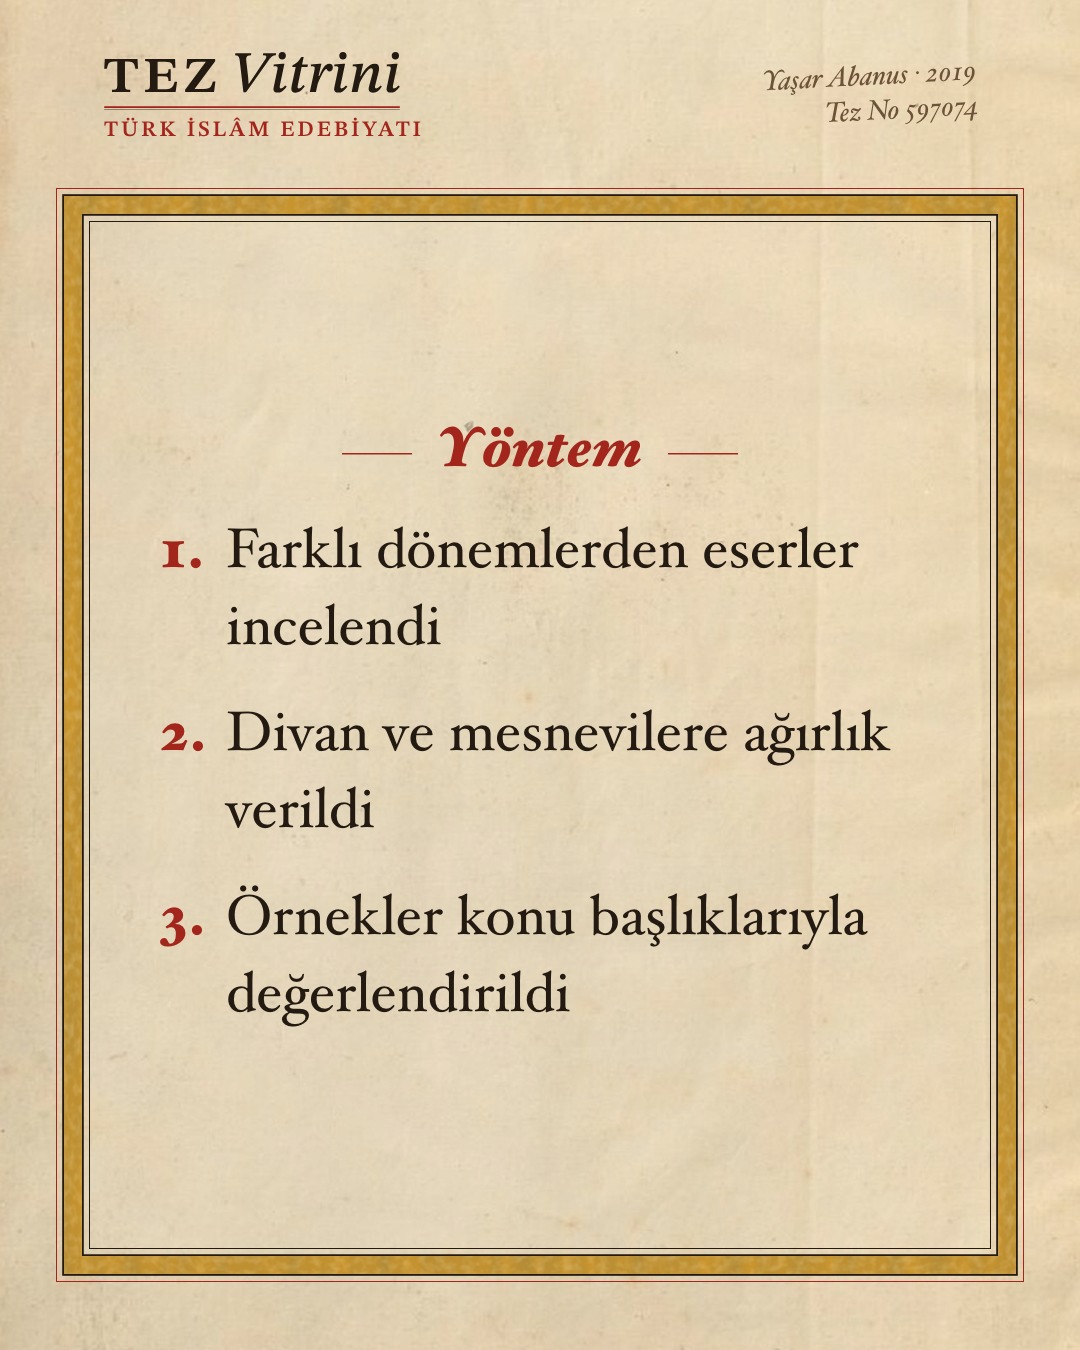 TEZ Vitrini
TÜRK İSLÂM EDEBİYATI
Yaşar Abanus · 2019
Tez No 597074
Yöntem
1. Farklı dönemlerden eserler
incelendi
2. Divan ve mesnevilere ağırlık
verildi
3. Örnekler konu başlıklarıyla
değerlendirildi